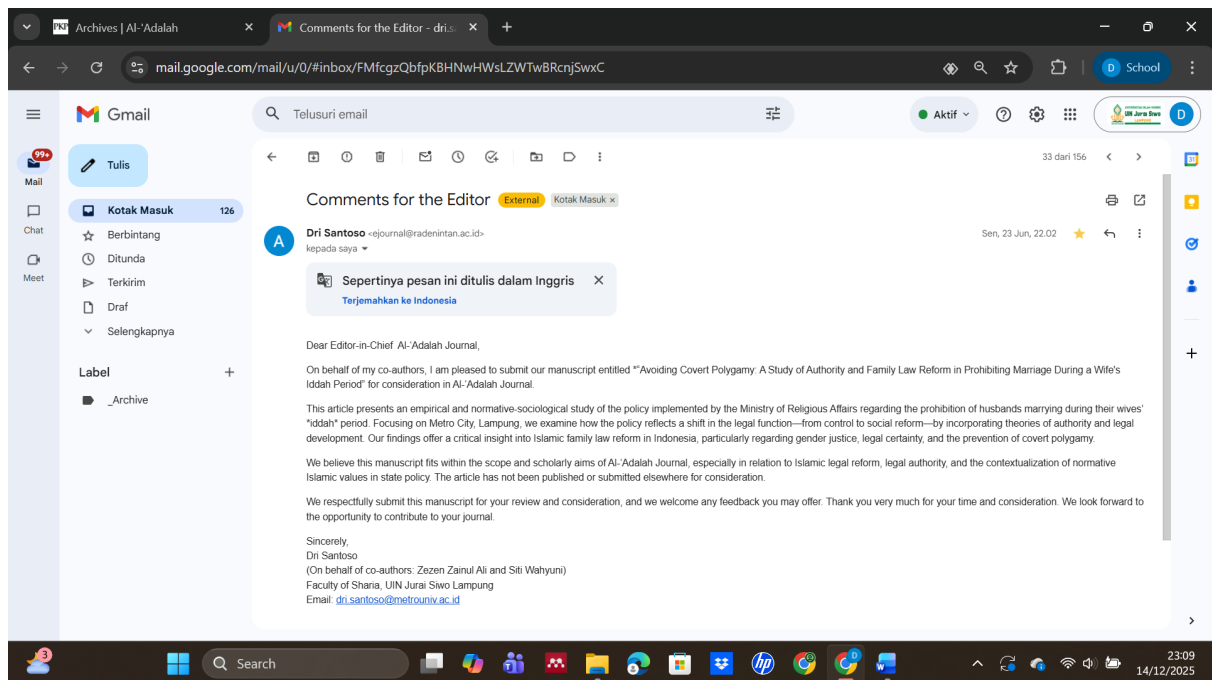 PKP Archives | Al-'Adalah
Comments for the Editor - dri.s
mail.google.com/mail/u/0/#inbox/FMfcgzQbfpKBHNwHWsLZWTwBRcnjSwxC
D School
Gmail
Telusuri email
Aktif
UIN Jurai Siwo
D
99+
Mail
Chat
Meet
Tulis
Kotak Masuk 126
Berbintang
Ditunda
Terkirim
Draf
Selengkapnya
Label
_Archive
33 dari 156
31
Comments for the Editor External Kotak Masuk ×
A
Dri Santoso <ejournal@radenintan.ac.id>
Sen, 23 Jun, 22.02
kepada saya
Sepertinya pesan ini ditulis dalam Inggris
Terjemahkan ke Indonesia
Dear Editor-in-Chief Al-'Adalah Journal,
On behalf of my co-authors, I am pleased to submit our manuscript entitled *"Avoiding Covert Polygamy: A Study of Authority and Family Law Reform in Prohibiting Marriage During a Wife's
Iddah Period" for consideration in Al-'Adalah Journal.
This article presents an empirical and normative-sociological study of the policy implemented by the Ministry of Religious Affairs regarding the prohibition of husbands marrying during their wives'
*iddah* period. Focusing on Metro City, Lampung, we examine how the policy reflects a shift in the legal function—from control to social reform—by incorporating theories of authority and legal
development. Our findings offer a critical insight into Islamic family law reform in Indonesia, particularly regarding gender justice, legal certainty, and the prevention of covert polygamy.
We believe this manuscript fits within the scope and scholarly aims of Al-'Adalah Journal, especially in relation to Islamic legal reform, legal authority, and the contextualization of normative
Islamic values in state policy. The article has not been published or submitted elsewhere for consideration.
We respectfully submit this manuscript for your review and consideration, and we welcome any feedback you may offer. Thank you very much for your time and consideration. We look forward to
the opportunity to contribute to your journal.
Sincerely,
Dri Santoso
(On behalf of co-authors: Zezen Zainul Ali and Siti Wahyuni)
Faculty of Sharia, UIN Jurai Siwo Lampung
Email: dri.santoso@metrouniv.ac.id
3
Search
hp
23:09
14/12/2025